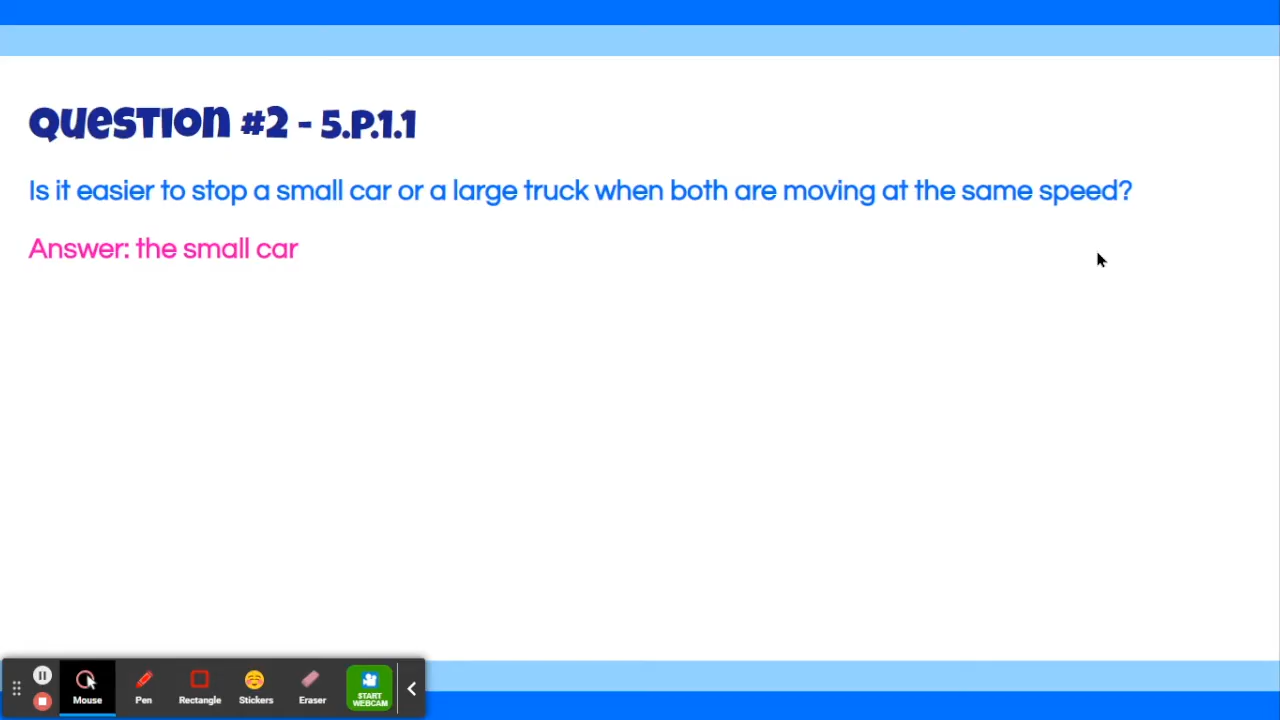 Question #2 - 5.P.1.1
Is it easier to stop a small car or a large truck when both are moving at the same speed?
Answer: the small car
Mouse
Pen
Rectangle
Stickers
Eraser
START
WEBCAM